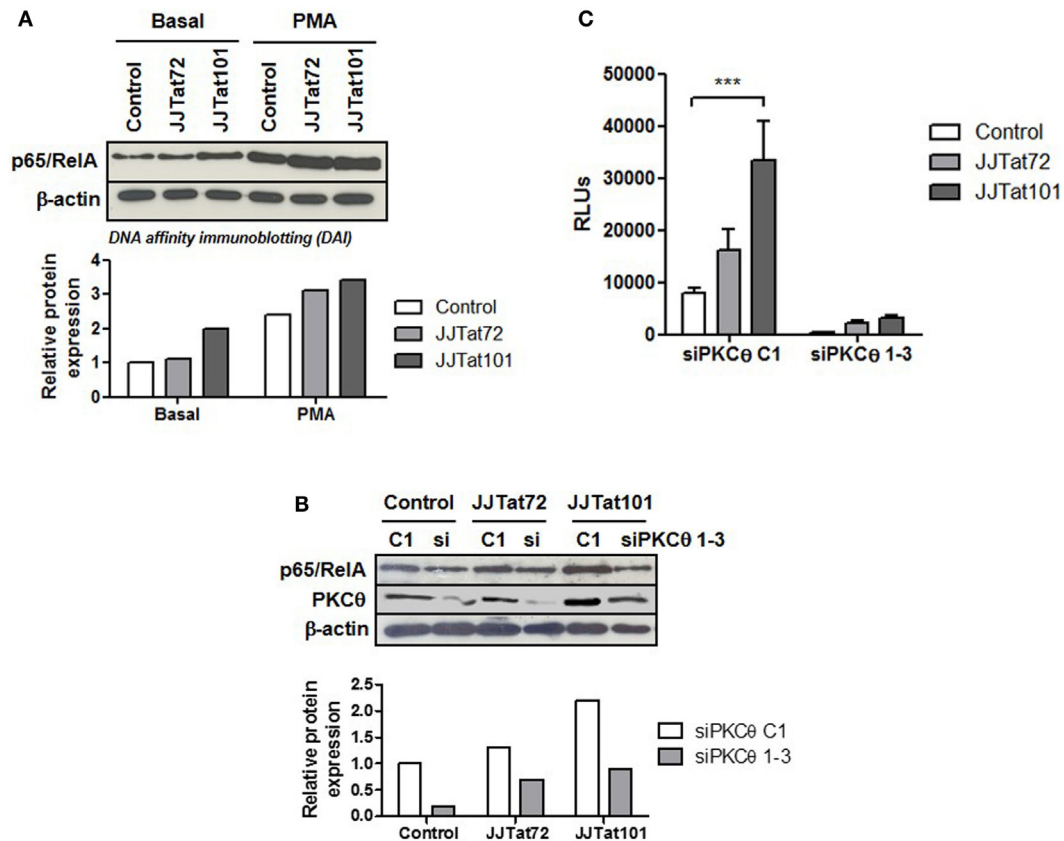 A
Basal PMA
Control JJTat72 JJTat101 Control JJTat72 JJTat101
p65/RelA
β-actin
DNA affinity immunoblotting (DAI)
Relative protein expression
4
3
2
1
0
Basal PMA
Control
JJTat72
JJTat101
C
RLUs
50000
40000
30000
20000
10000
0
***
siPKCθ C1 siPKCθ 1-3
Control
JJTat72
JJTat101
B
Control JJTat72 JJTat101
C1 si C1 si C1 siPKCθ 1-3
p65/RelA
PKCθ
β-actin
Relative protein expression
2.5
2.0
1.5
1.0
0.5
0.0
Control JJTat72 JJTat101
siPKCθ C1
siPKCθ 1-3